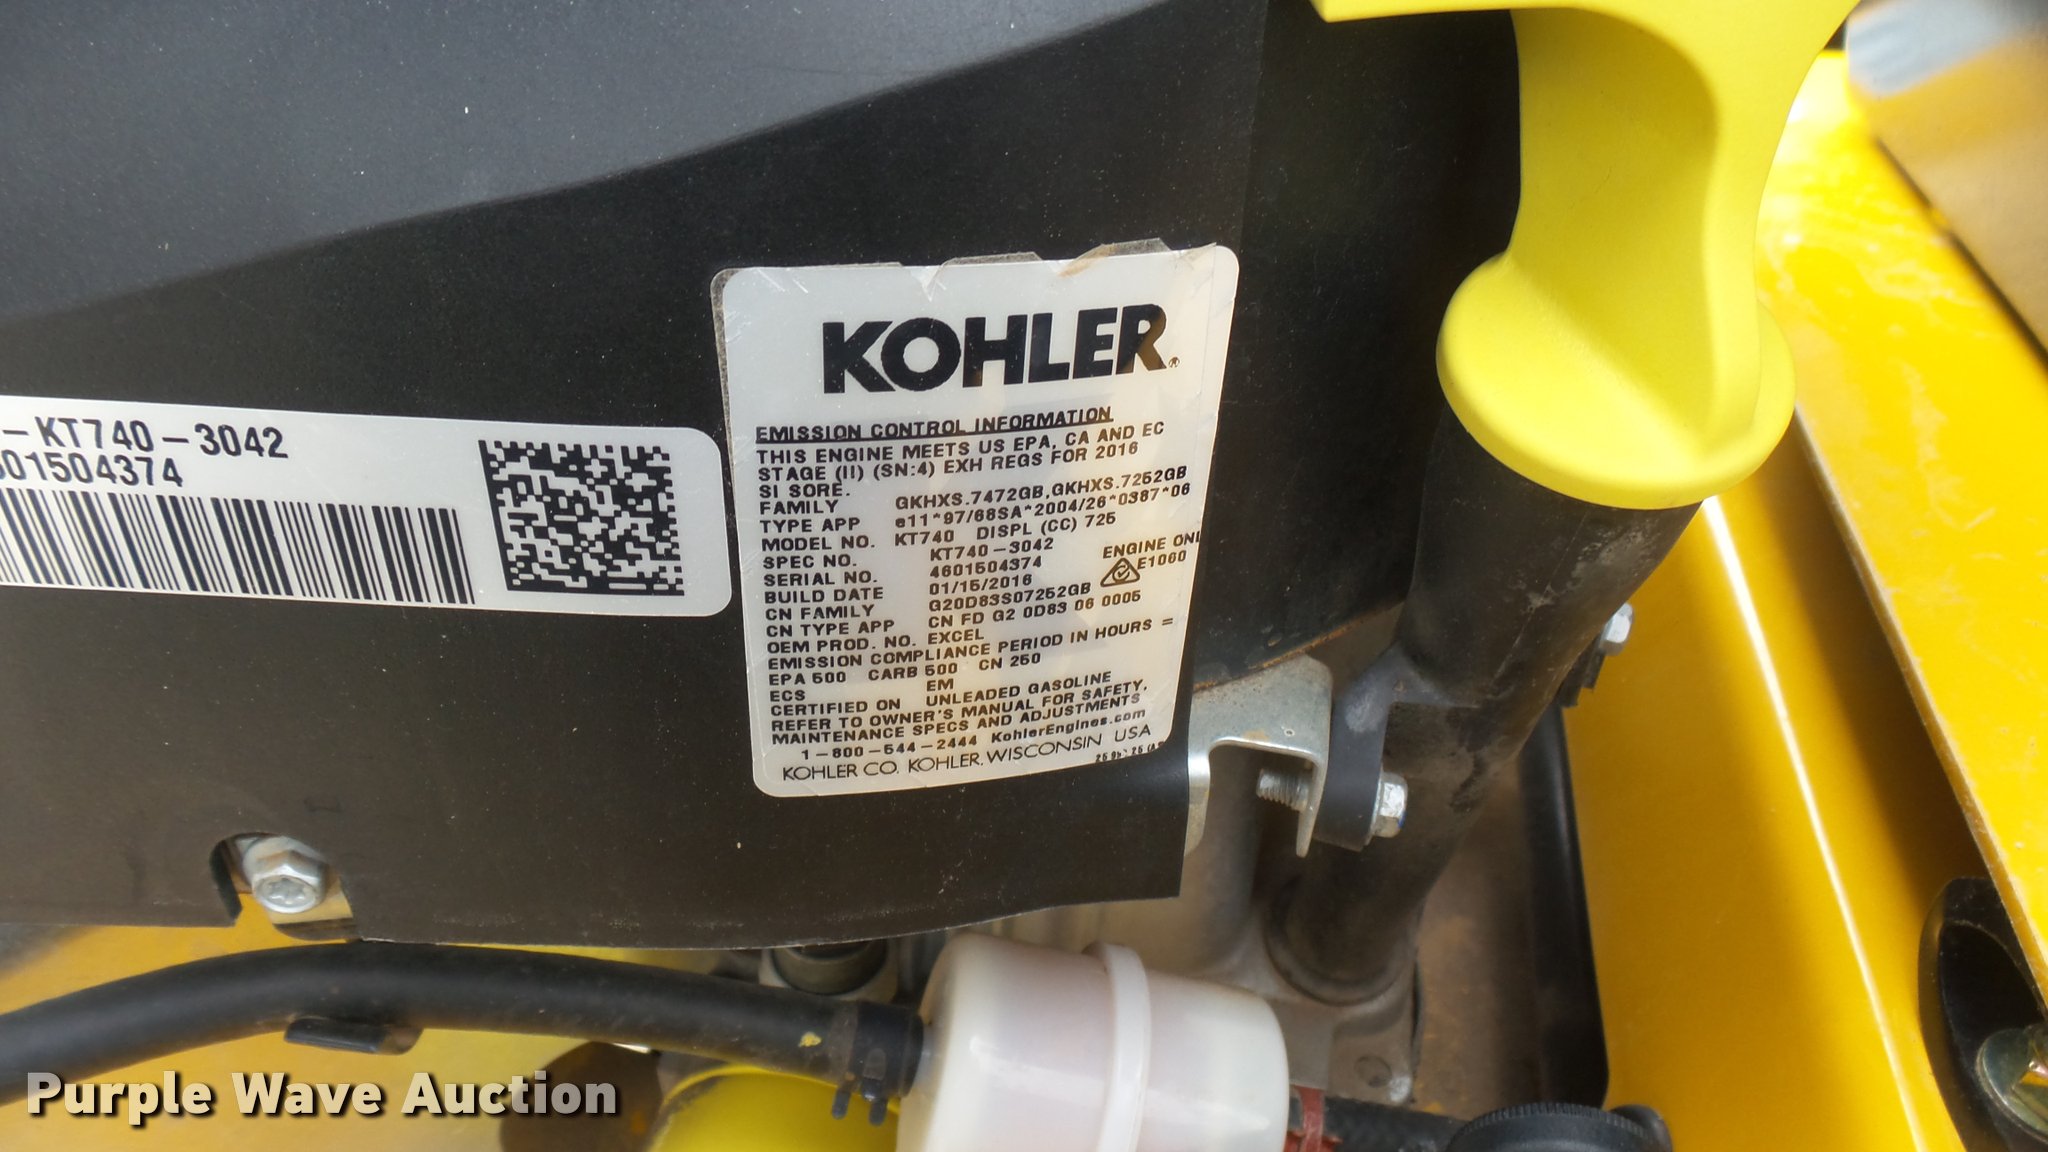 -KT740-3042
601504374
KOHLER
EMISSION CONTROL INFORMATION
THIS ENGINE MEETS US EPA, CA AND EC
STAGE (II) (SN:4) EXH REGS FOR 2016
SI SORE.
FAMILY GKHXS.7472GB,GKHXS.7252GB
TYPE APP e11*97/68SA*2004/26*0387*06
MODEL NO. KT740 DISPL (CC) 725
SPEC NO. KT740-3042
SERIAL NO. 4601504374
ENGINE ONL
E1060
BUILD DATE 01/15/2016
CN FAMILY G20D83S07252GB
CN TYPE APP CN FD G2 0D83 06 0005
OEM PROD. NO. EXCEL
EMISSION COMPLIANCE PERIOD IN HOURS =
EPA 500 CARB 500 CN 250
ECS EM
CERTIFIED ON UNLEADED GASOLINE
REFER TO OWNER'S MANUAL FOR SAFETY,
MAINTENANCE SPECS AND ADJUSTMENTS
1-800-544-2444 KohlerEngines.com
KOHLER CO. KOHLER, WISCONSIN USA
Purple Wave Auction